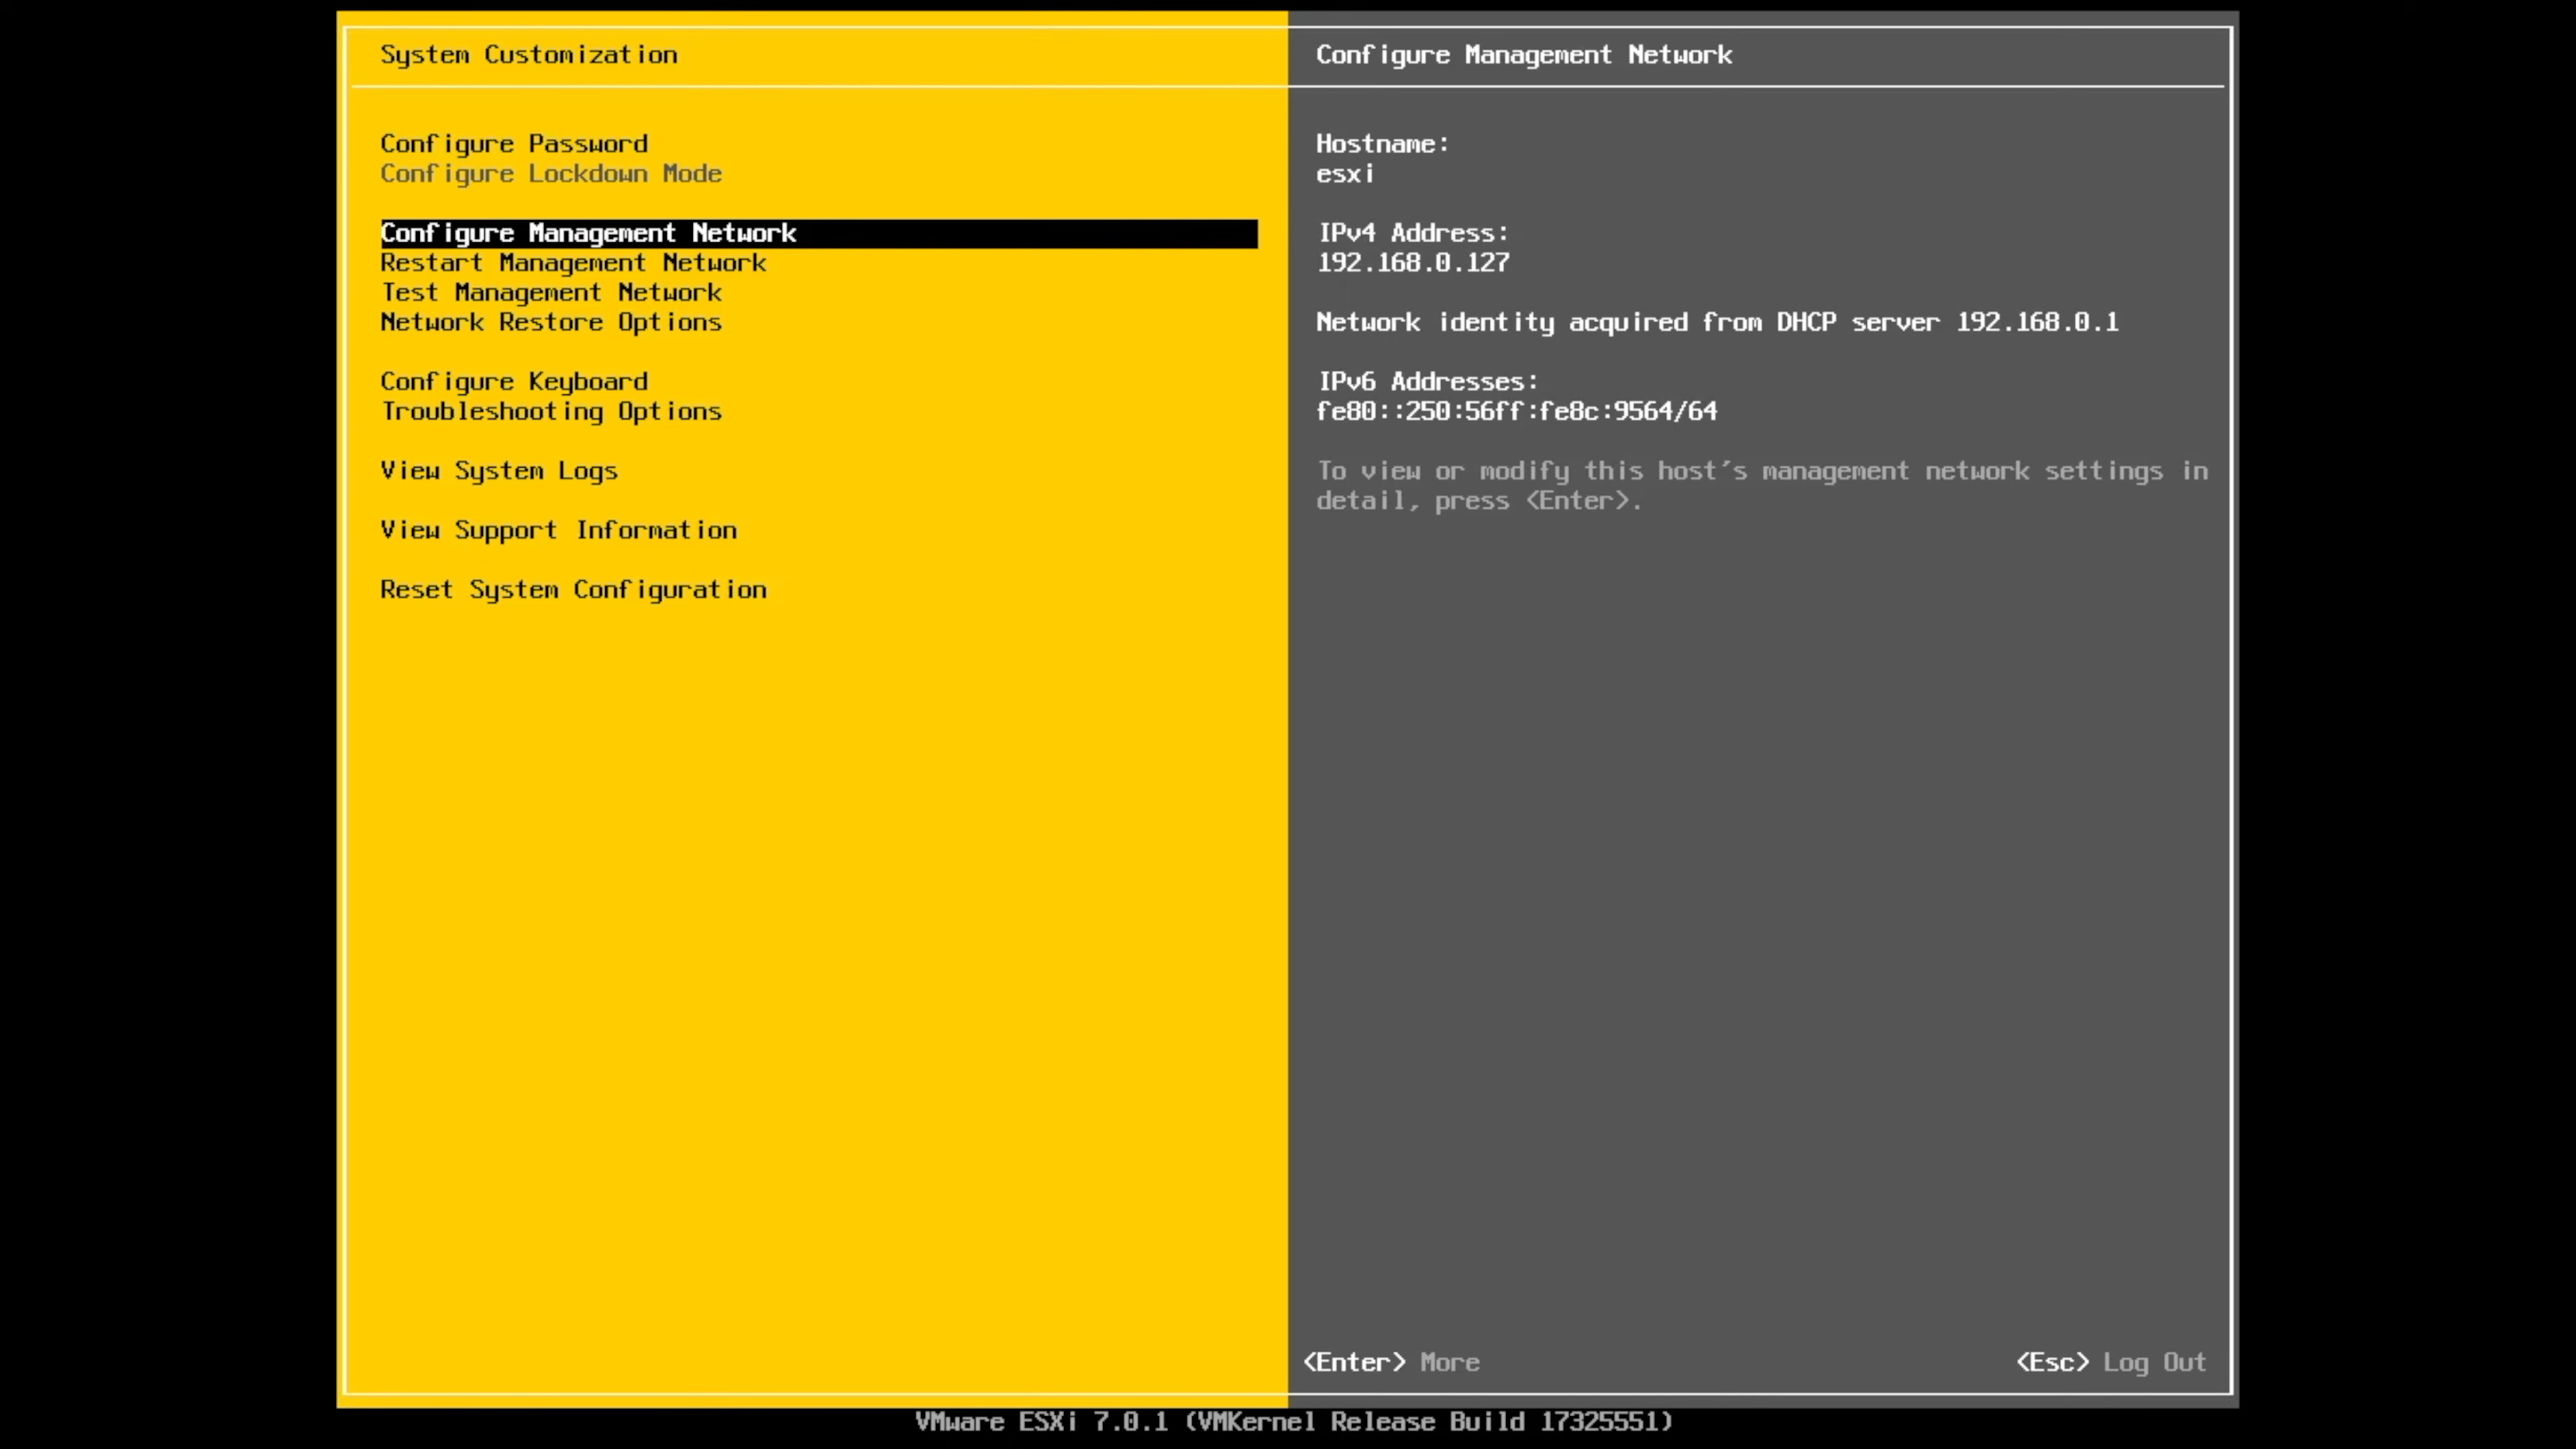 System Customization
Configure Password
Configure Lockdown Mode
Configure Management Network
Restart Management Network
Test Management Network
Network Restore Options
Configure Keyboard
Troubleshooting Options
View System Logs
View Support Information
Reset System Configuration
Configure Management Network
Hostname:
esxi
IPv4 Address:
192.168.0.127
Network identity acquired from DHCP server 192.168.0.1
IPv6 Addresses:
fe80::250:56ff:fe8c:9564/64
To view or modify this host's management network settings in
detail, press <Enter>.
<Enter> More
<Esc> Log Out
VMware ESXi 7.0.1 (VMKernel Release Build 17325551)